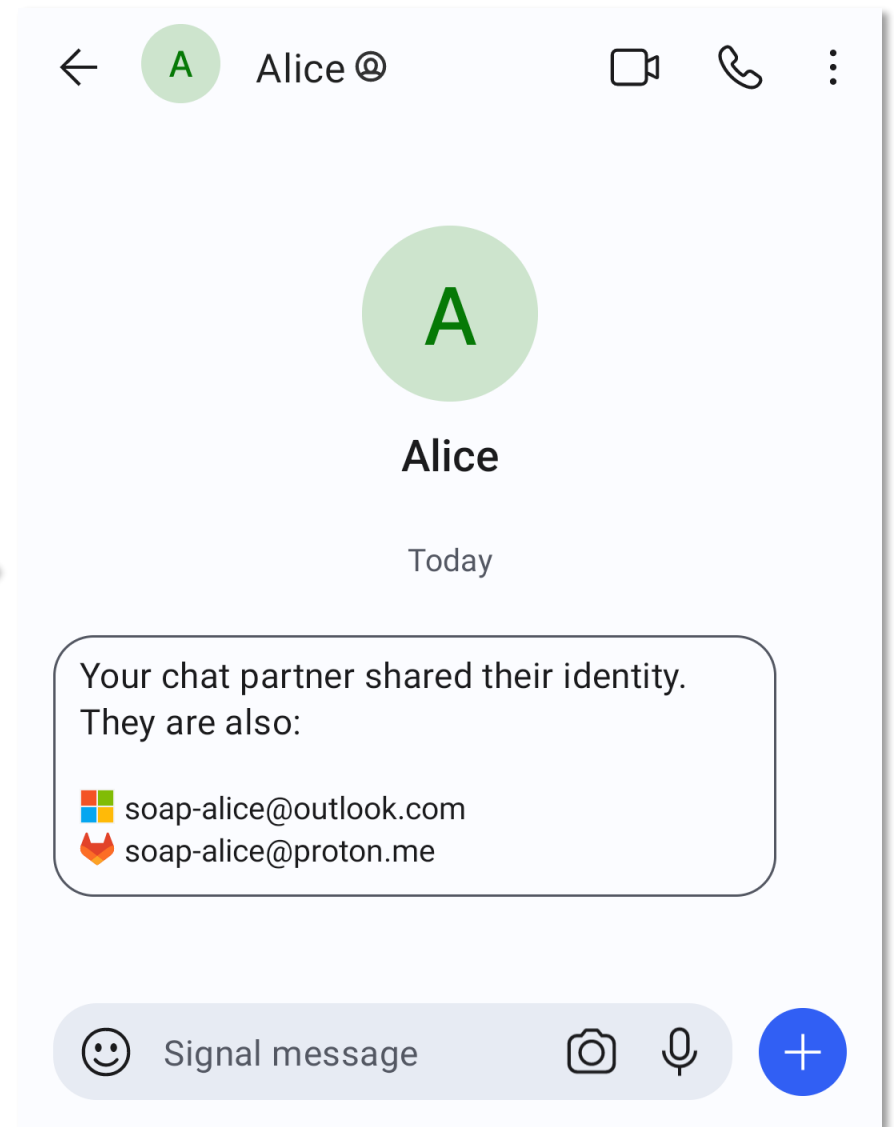 A
Alice
A
Alice
Today
Your chat partner shared their identity.
They are also:
soap-alice@outlook.com
soap-alice@proton.me
Signal message